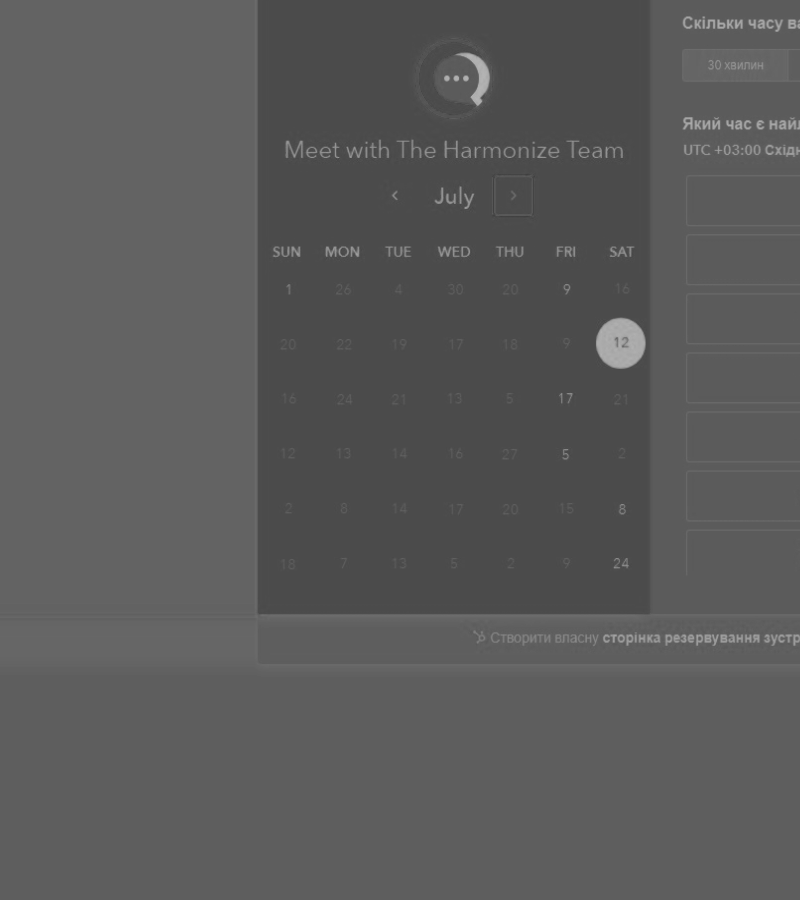 Скільки часу ва
30 хвилин
Який час є най
UTC +03:00 Східн
Meet with The Harmonize Team
July
SUN MON TUE WED THU FRI SAT
1 26 4 30 20 9 16
20 22 19 17 18 9 12
16 24 21 13 5 17 21
12 13 14 16 27 5 2
2 8 14 17 20 15 8
18 7 13 5 2 9 24
Створити власну сторінка резервування зустр